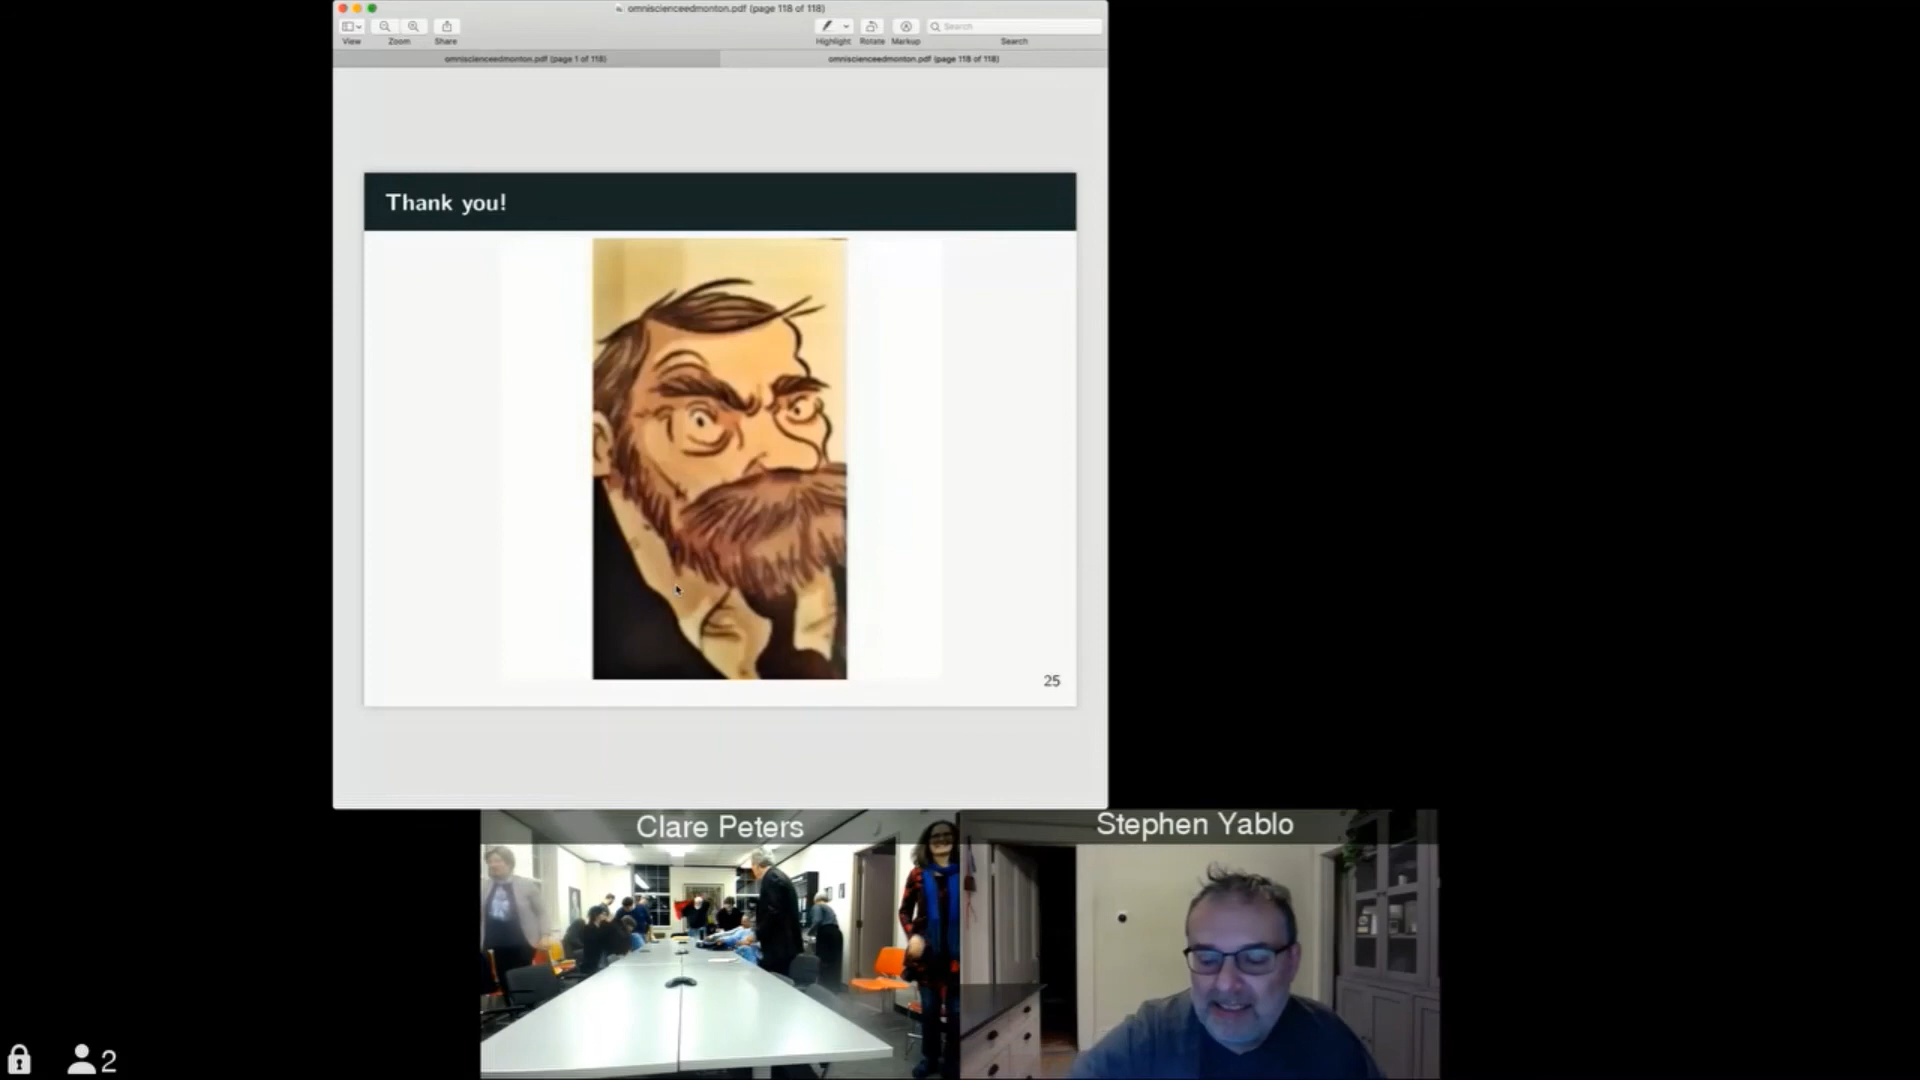 omniscienceedmonton.pdf (page 118 of 118)
View Zoom Share Highlight Rotate Markup Search
Search
omniscienceedmonton.pdf (page 1 of 118) omniscienceedmonton.pdf (page 118 of 118)
Thank you!
25
Clare Peters
Stephen Yablo
2